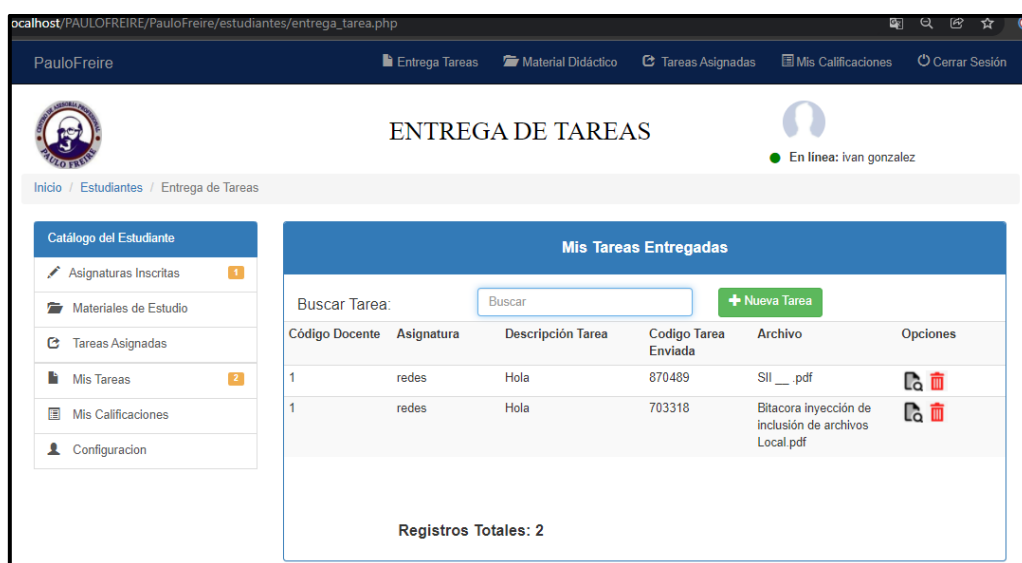 ocalhost/PAULOFREIRE/PauloFreire/estudiantes/entrega_tarea.php
PauloFreire
Entrega Tareas
Material Didáctico
Tareas Asignadas
Mis Calificaciones
Cerrar Sesión
PAULO FREIRE
ENTREGA DE TAREAS
En línea: ivan gonzalez
Inicio / Estudiantes / Entrega de Tareas
Catálogo del Estudiante
Asignaturas Inscritas 1
Materiales de Estudio
Tareas Asignadas
Mis Tareas 2
Mis Calificaciones
Configuracion
Mis Tareas Entregadas
Buscar Tarea:
Buscar
Nueva Tarea
Código Docente Asignatura Descripción Tarea Codigo Tarea Archivo Opciones
Enviada
1 redes Hola 870489 SII __ .pdf
1 redes Hola 703318 Bitacora inyección de
inclusión de archivos
Local.pdf
Registros Totales: 2